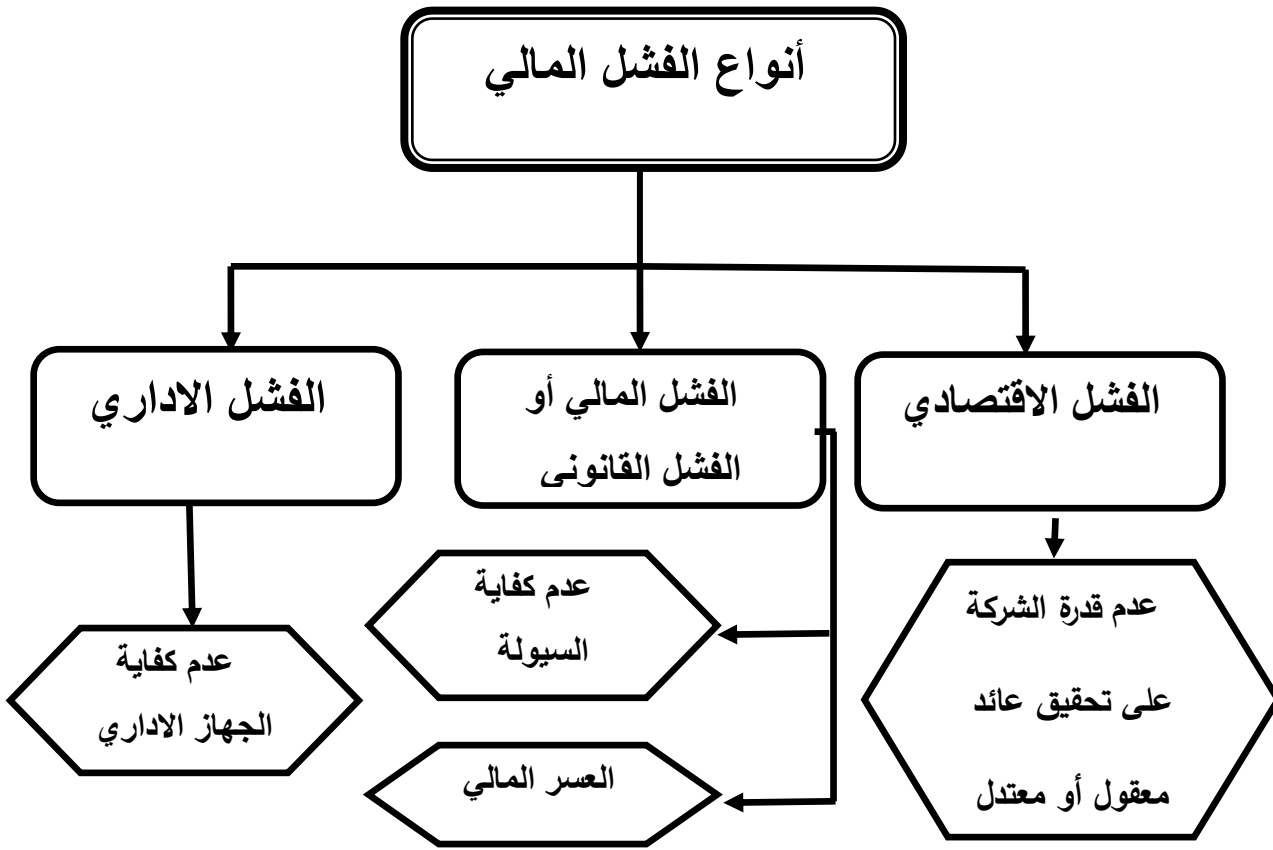 أنواع الفشل المالي
الفشل الاقتصادي
الفشل المالي أو
الفشل القانونى
الفشل الاداري
عدم قدرة الشركة
على تحقيق عائد
معقول أو معتدل
عدم كفاية
السيولة
العسر المالي
عدم كفاية
الجهاز الاداري